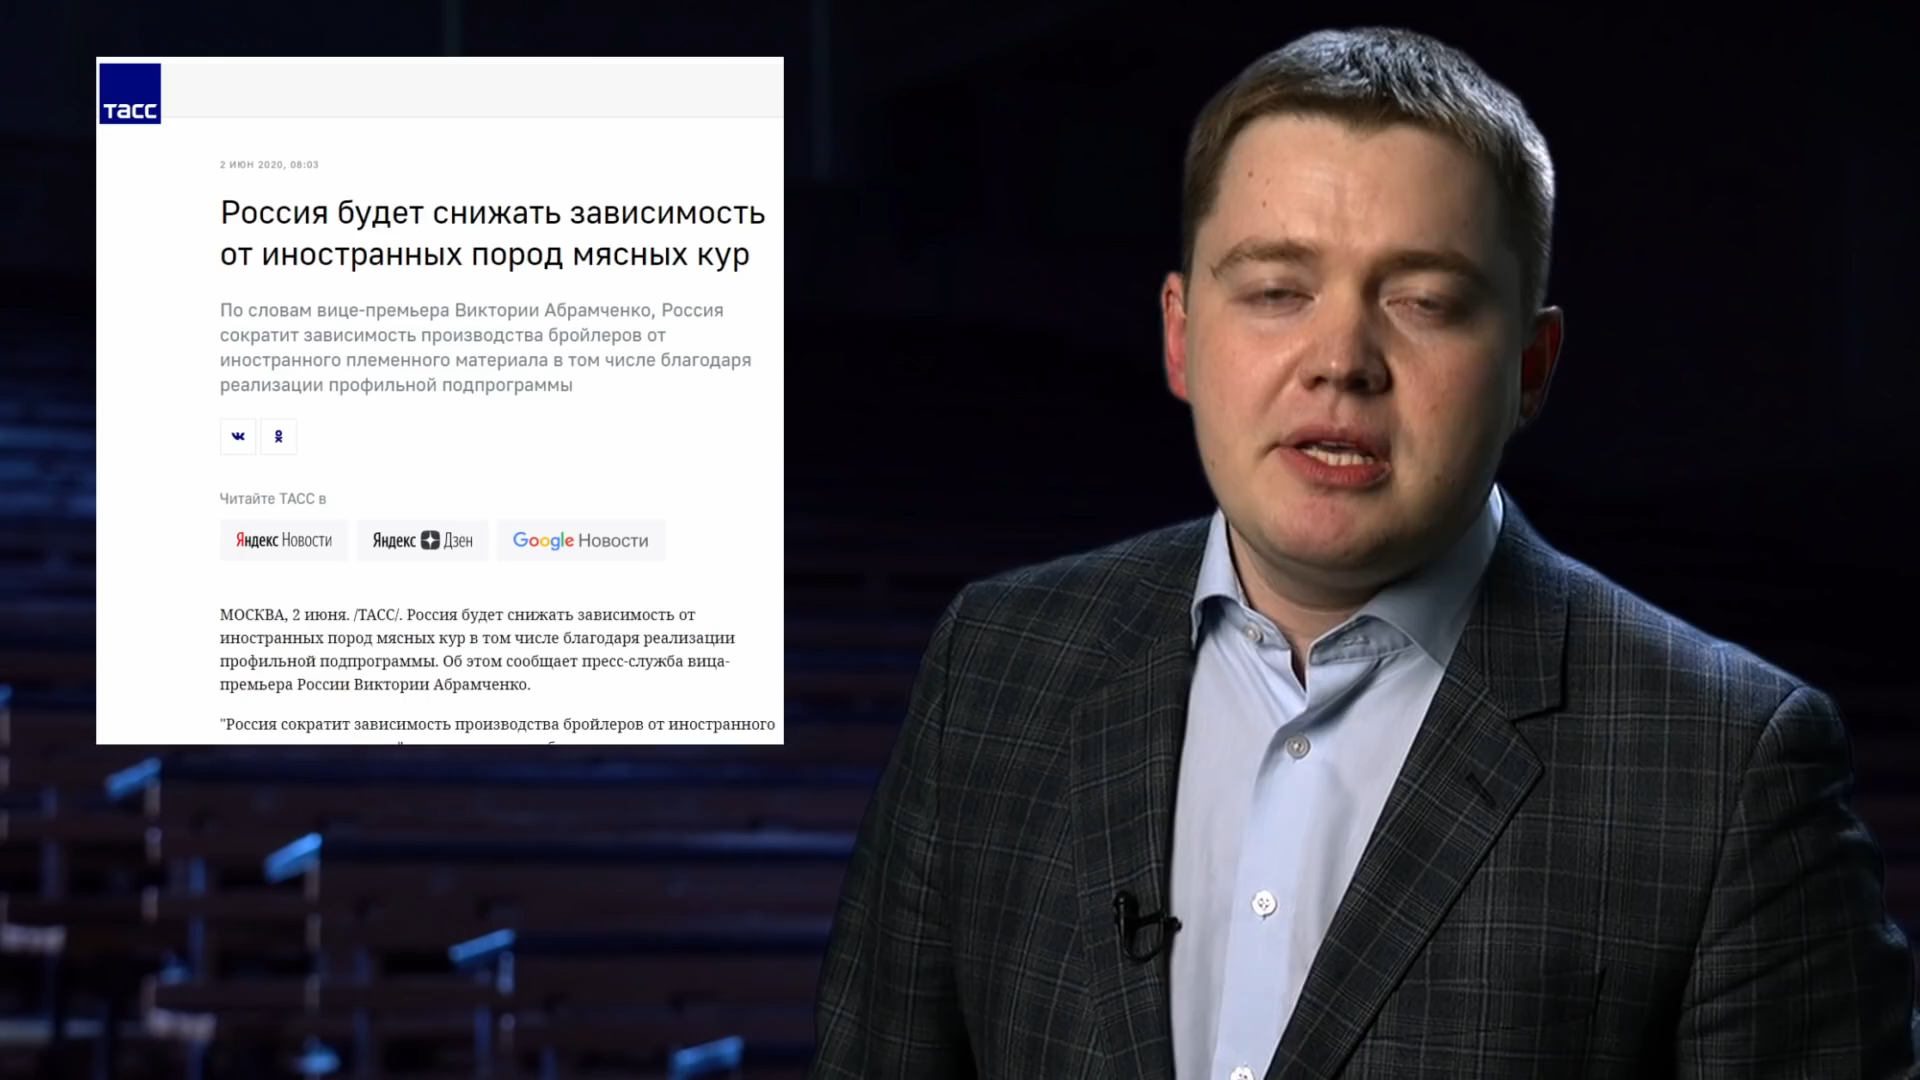 ТАСС
2 ИЮН 2020, 08:03
Россия будет снижать зависимость
от иностранных пород мясных кур
По словам вице-премьера Виктории Абрамченко, Россия
сократит зависимость производства бройлеров от
иностранного племенного материала в том числе благодаря
реализации профильной подпрограммы
Читайте ТАСС в
Яндекс Новости Яндекс Дзен Google Новости
МОСКВА, 2 июня. /ТАСС/. Россия будет снижать зависимость от
иностранных пород мясных кур в том числе благодаря реализации
профильной подпрограммы. Об этом сообщает пресс-служба вица-
премьера России Виктории Абрамченко.
"Россия сократит зависимость производства бройлеров от иностранного